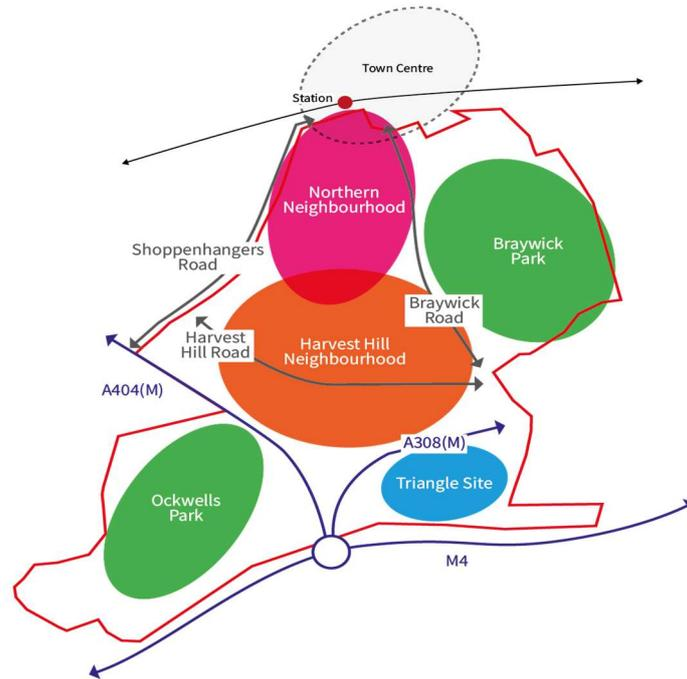 Town Centre
Station
Northern
Neighbourhood
Braywick
Park
Shoppenhangers
Road
Braywick
Road
Harvest
Hill Road
Harvest Hill
Neighbourhood
A404(M)
A308(M)
Triangle Site
Ockwells
Park
M4